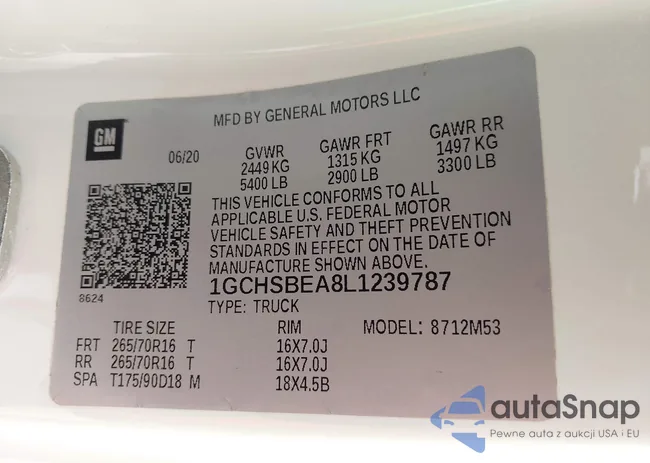 MFD BY GENERAL MOTORS LLC
GM
06/20
GVWR GAWR FRT GAWR RR
2449 KG 1315 KG 1497 KG
5400 LB 2900 LB 3300 LB
THIS VEHICLE CONFORMS TO ALL
APPLICABLE U.S. FEDERAL MOTOR
VEHICLE SAFETY AND THEFT PREVENTION
STANDARDS IN EFFECT ON THE DATE OF
MANUFACTURE SHOWN ABOVE.
8624
1GCHSBEA8L1239787
TYPE: TRUCK
TIRE SIZE RIM MODEL: 8712M53
FRT 265/70R16 T 16X7.0J
RR 265/70R16 T 16X7.0J
SPA T175/90D18 M 18X4.5B
autaSnap
Pewne auta z aukcji USA i EU